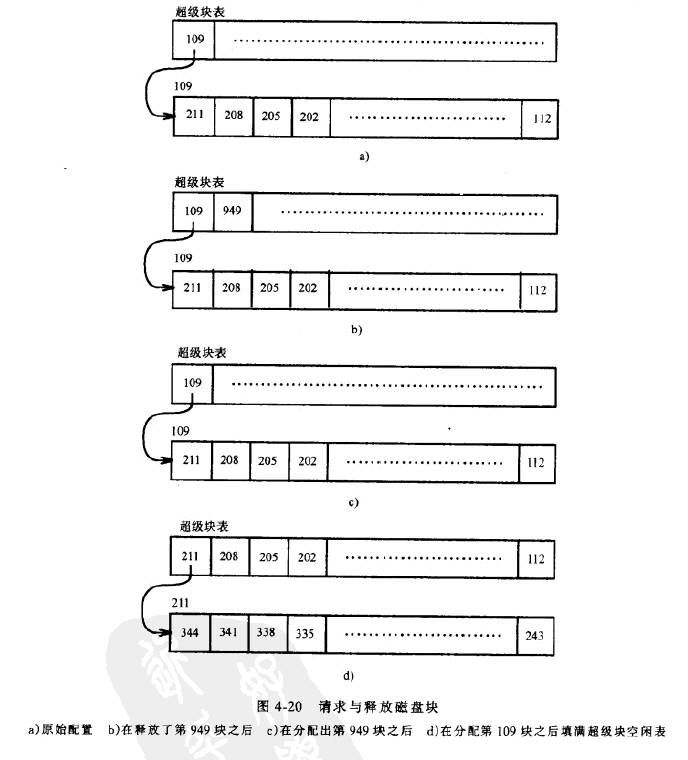 超级块表
109 ........................
109
211 208 205 202 ........................ 112
a)
超级块表
109 949 ........................
109
211 208 205 202 ........................ 112
b)
超级块表
109 ........................
109
211 208 205 202 ........................ 112
c)
超级块表
211 208 205 202 ........................ 112
211
344 341 338 335 ........................ 243
d)
图 4-20 请求与释放磁盘块
a)原始配置 b)在释放了第 949 块之后 c)在分配出第 949 块之后 d)在分配第 109 块之后填满超级块空闲表